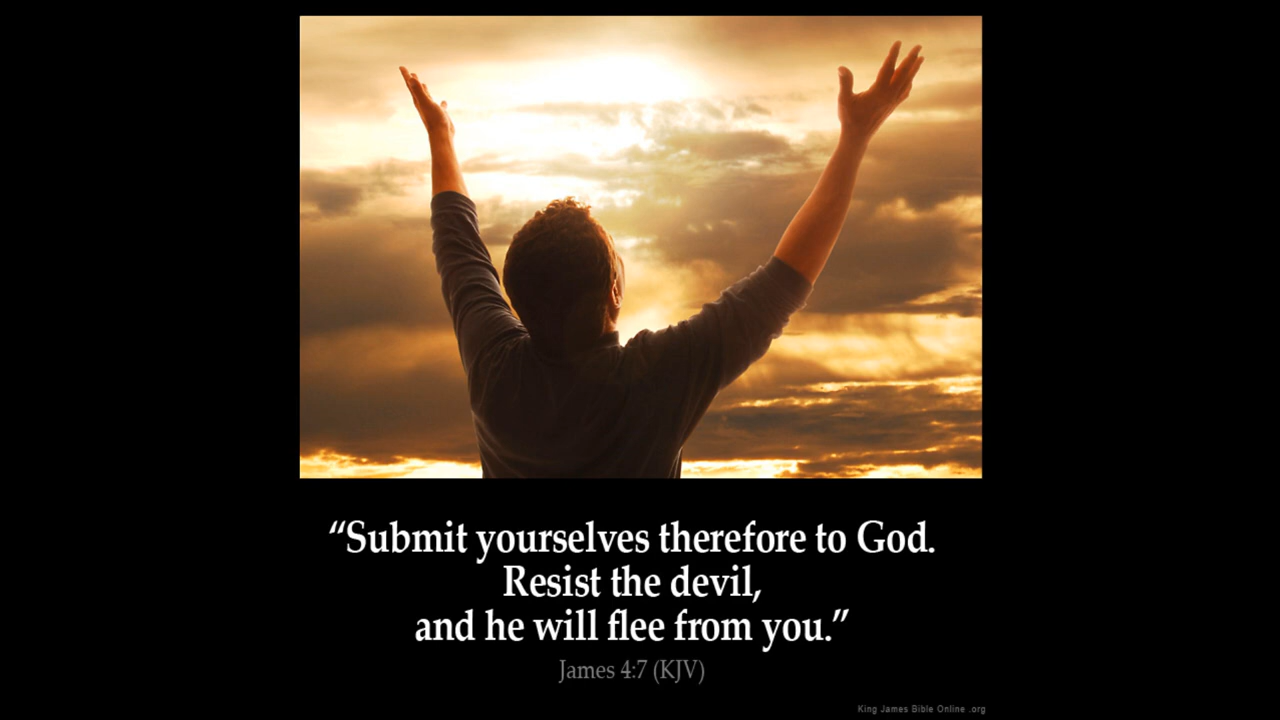 “Submit yourselves therefore to God.
Resist the devil,
and he will flee from you.”
James 4:7 (KJV)
King James Bible Online .org